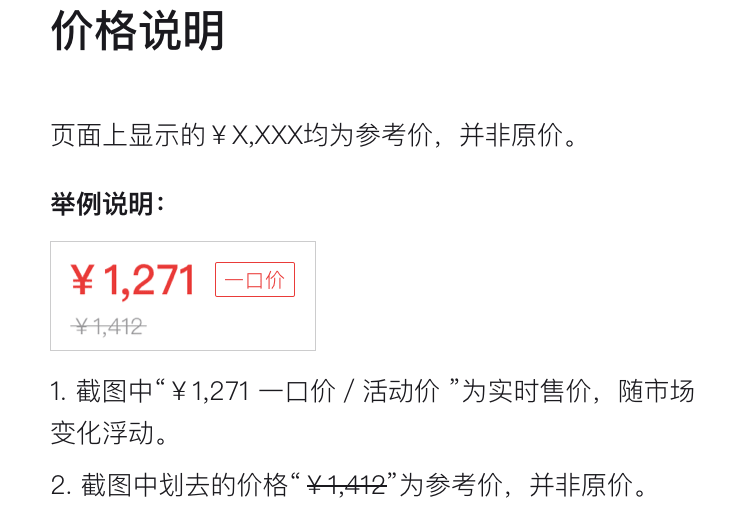 价格说明
页面上显示的￥X,XXX均为参考价，并非原价。
举例说明：
￥1,271 一口价
￥1,412
1. 截图中“￥1,271 一口价 / 活动价 ”为实时售价，随市场
变化浮动。
2. 截图中划去的价格“￥1,412”为参考价，并非原价。